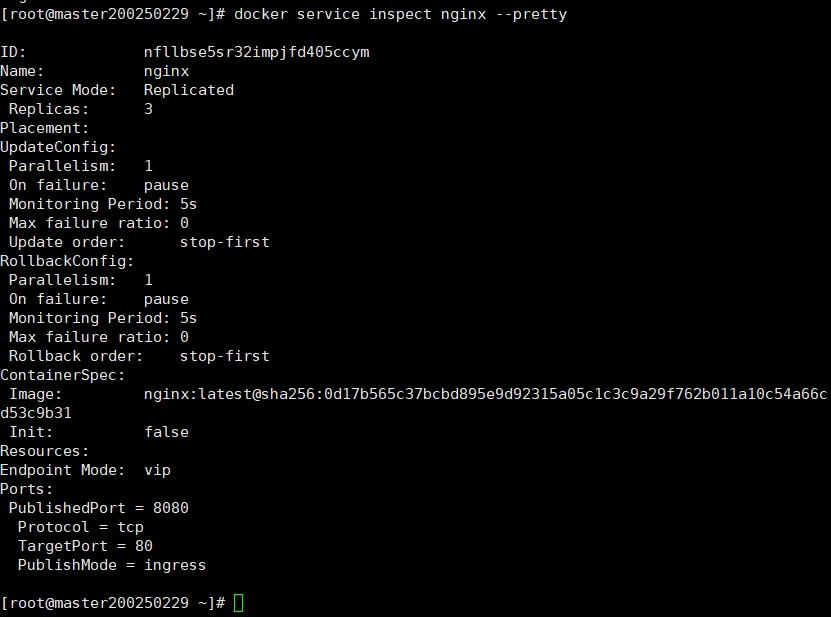 [root@master200250229 ~]# docker service inspect nginx --pretty
ID: nfllbse5sr32impjfd405ccym
Name: nginx
Service Mode: Replicated
Replicas: 3
Placement:
UpdateConfig:
Parallelism: 1
On failure: pause
Monitoring Period: 5s
Max failure ratio: 0
Update order: stop-first
RollbackConfig:
Parallelism: 1
On failure: pause
Monitoring Period: 5s
Max failure ratio: 0
Rollback order: stop-first
ContainerSpec:
Image: nginx:latest@sha256:0d17b565c37bcbd895e9d92315a05c1c3c9a29f762b011a10c54a66c
d53c9b31
Init: false
Resources:
Endpoint Mode: vip
Ports:
PublishedPort = 8080
Protocol = tcp
TargetPort = 80
PublishMode = ingress
[root@master200250229 ~]#